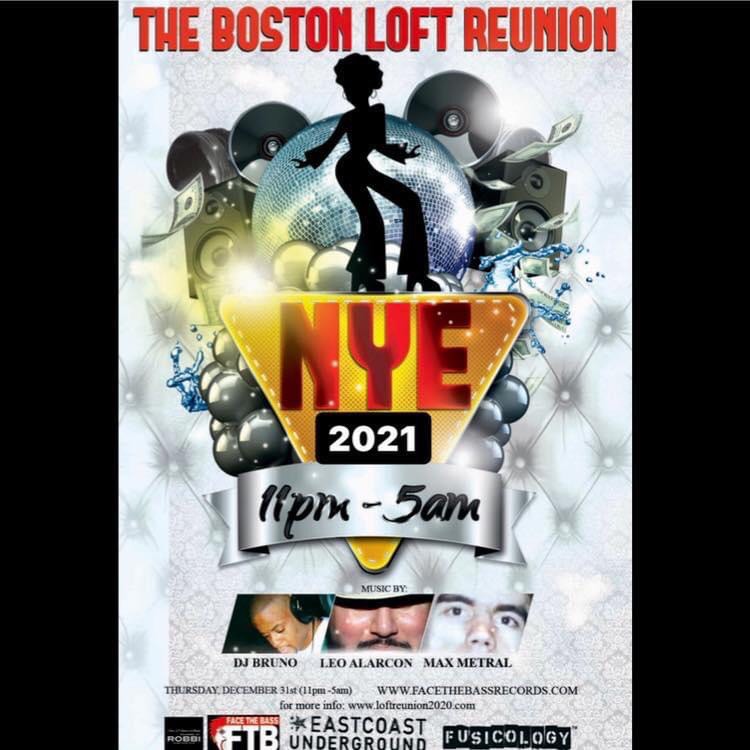 THE BOSTON LOFT REUNION
NYE
2021
11pm - 5am
MUSIC BY:
DJ BRUNO LEO ALARCON MAX METRAL
THURSDAY, DECEMBER 31st (11pm -5am) WWW.FACETHEBASSRECORDS.COM
for more info: www.loftreunion2020.com
ROBBI
FACE THE BASS
FTB
EASTCOAST
UNDERGROUND
FUSICOLOGY